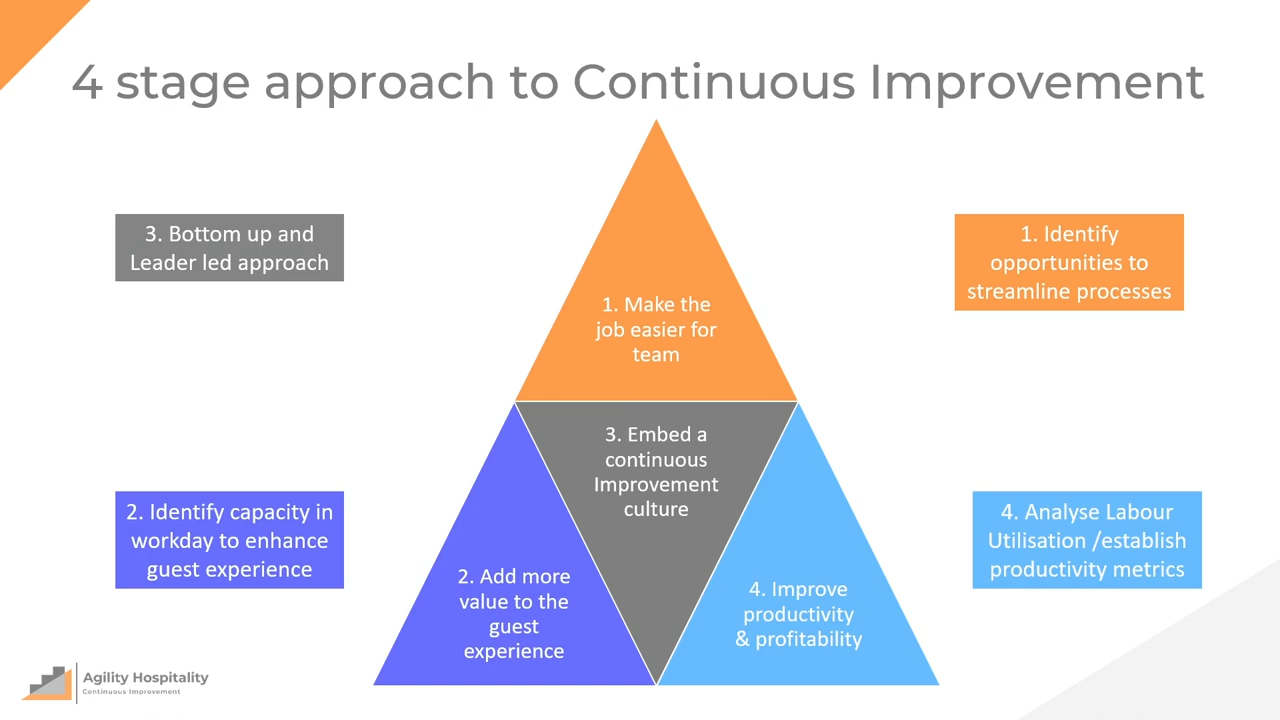 4 stage approach to Continuous Improvement
3. Bottom up and
Leader led approach
1. Identify
opportunities to
streamline processes
1. Make the
job easier for
team
3. Embed a
continuous
Improvement
culture
2. Identify capacity in
workday to enhance
guest experience
4. Analyse Labour
Utilisation /establish
productivity metrics
2. Add more
value to the
guest
experience
4. Improve
productivity
& profitability
Agility Hospitality
Continuous Improvement